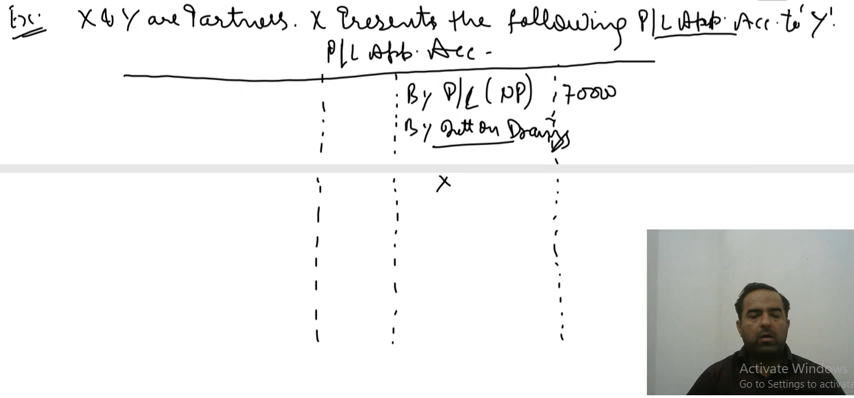 Ex: X & Y are Partners. X Presents the following P/L App. Acc. to 'Y'.
P/L App. Acc -
By P/L (NP) 70000
By Intt on Drawings
X
Activate Windows
Go to Settings to activate